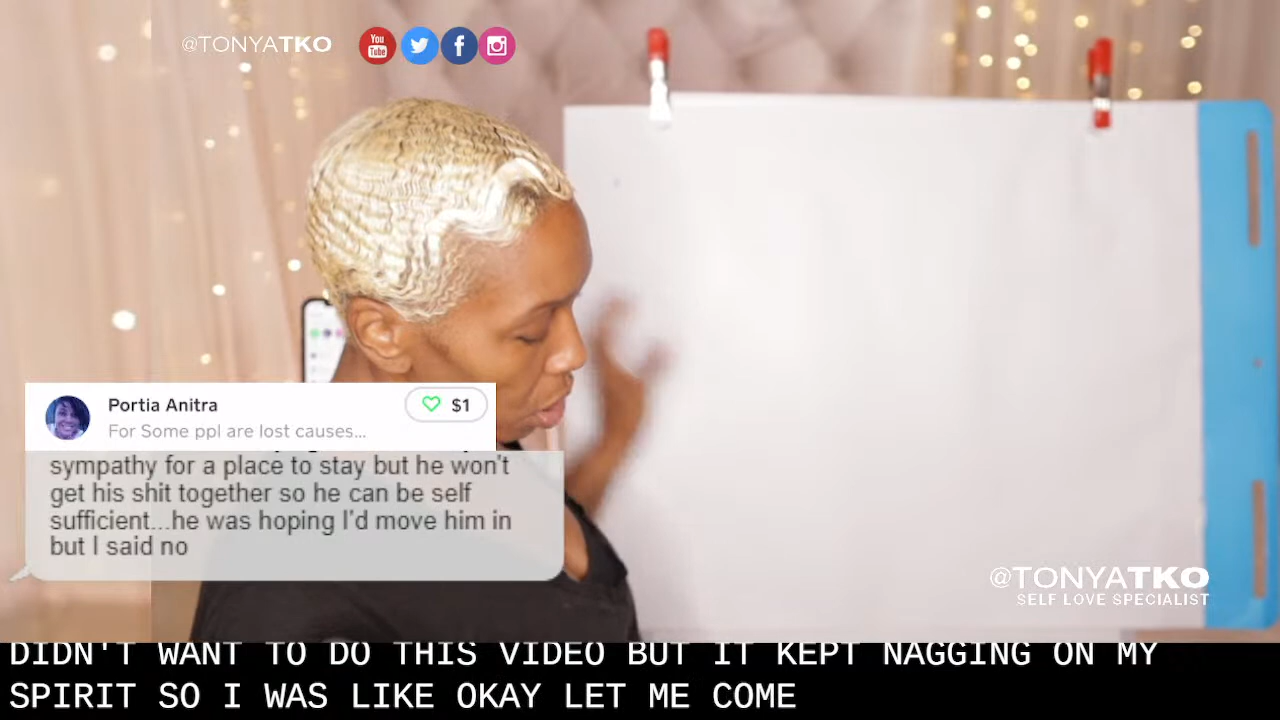 @TONYATKO
You
Tube
Portia Anitra
$1
For Some ppl are lost causes...
sympathy for a place to stay but he won't
get his shit together so he can be self
sufficient...he was hoping I'd move him in
but I said no
@TONYATKO
SELF LOVE SPECIALIST
DIDN'T WANT TO DO THIS VIDEO BUT IT KEPT NAGGING ON MY
SPIRIT SO I WAS LIKE OKAY LET ME COME